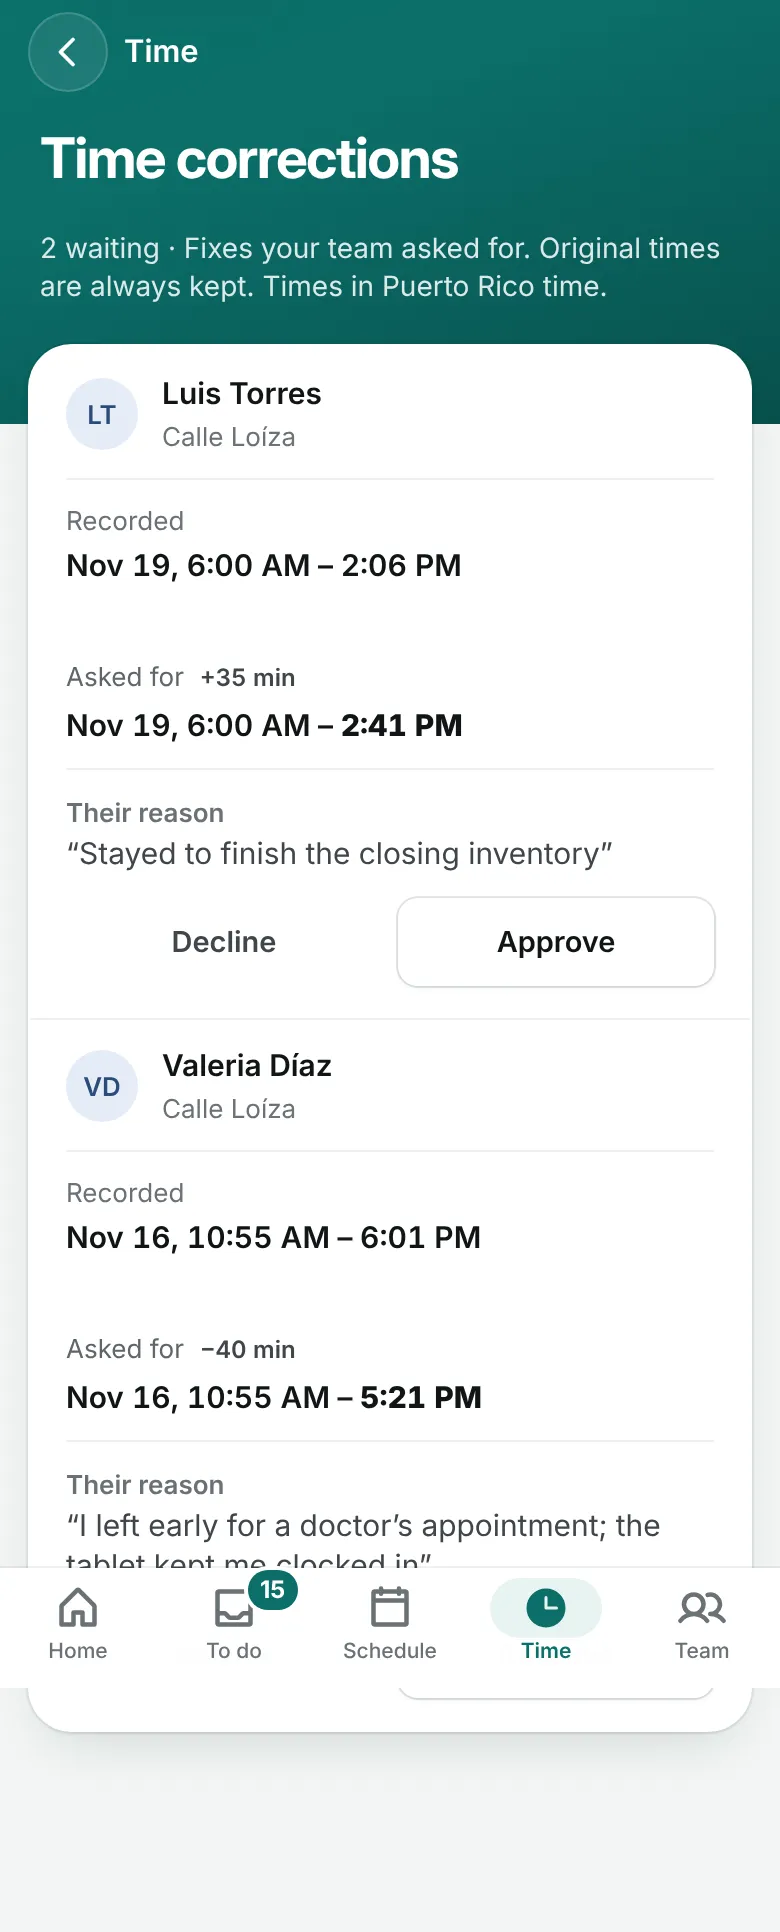 Time
Time corrections
2 waiting · Fixes your team asked for. Original times
are always kept. Times in Puerto Rico time.
LT
Luis Torres
Calle Loíza
Recorded
Nov 19, 6:00 AM – 2:06 PM
Asked for +35 min
Nov 19, 6:00 AM – 2:41 PM
Their reason
“Stayed to finish the closing inventory”
Decline
Approve
VD
Valeria Díaz
Calle Loíza
Recorded
Nov 16, 10:55 AM – 6:01 PM
Asked for −40 min
Nov 16, 10:55 AM – 5:21 PM
Their reason
“I left early for a doctor’s appointment; the
tablet kept me clocked in”
15
Home
To do
Schedule
Time
Team